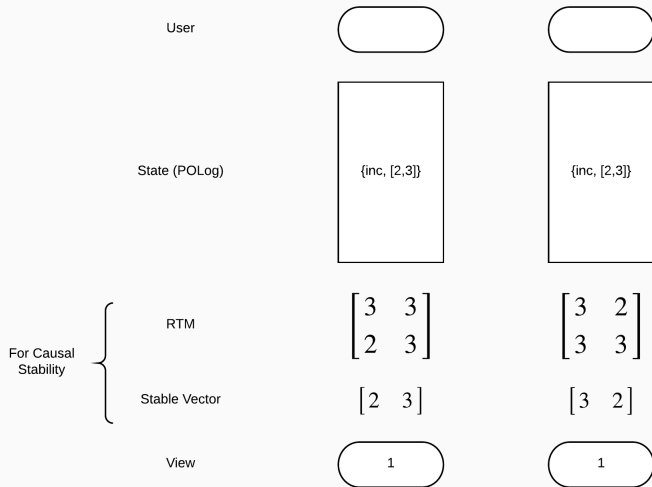 User
State (POLog)
{inc, [2,3]}
{inc, [2,3]}
For Causal
Stability
RTM
3 3
2 3
3 2
3 3
Stable Vector
[2 3]
[3 2]
View
1
1